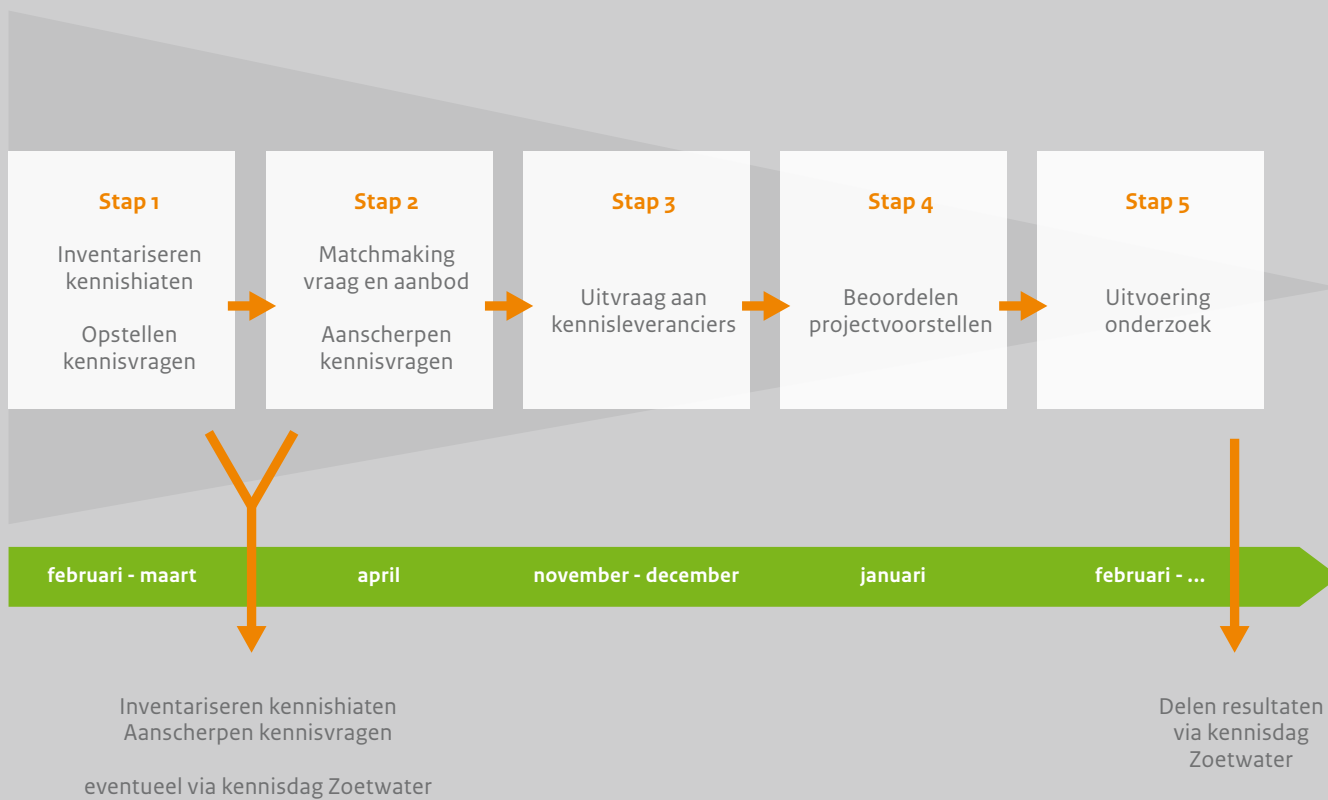 Stap 1
Inventariseren
kennishiaten
Opstellen
kennisvragen
Stap 2
Matchmaking
vraag en aanbod
Aanscherpen
kennisvragen
Stap 3
Uitvraag aan
kennisleveranciers
Stap 4
Beoordelen
projectvoorstellen
Stap 5
Uitvoering
onderzoek
februari - maart
april
november - december
januari
februari - ...
Inventariseren kennishiaten
Aanscherpen kennisvragen
eventueel via kennisdag Zoetwater
Delen resultaten
via kennisdag
Zoetwater